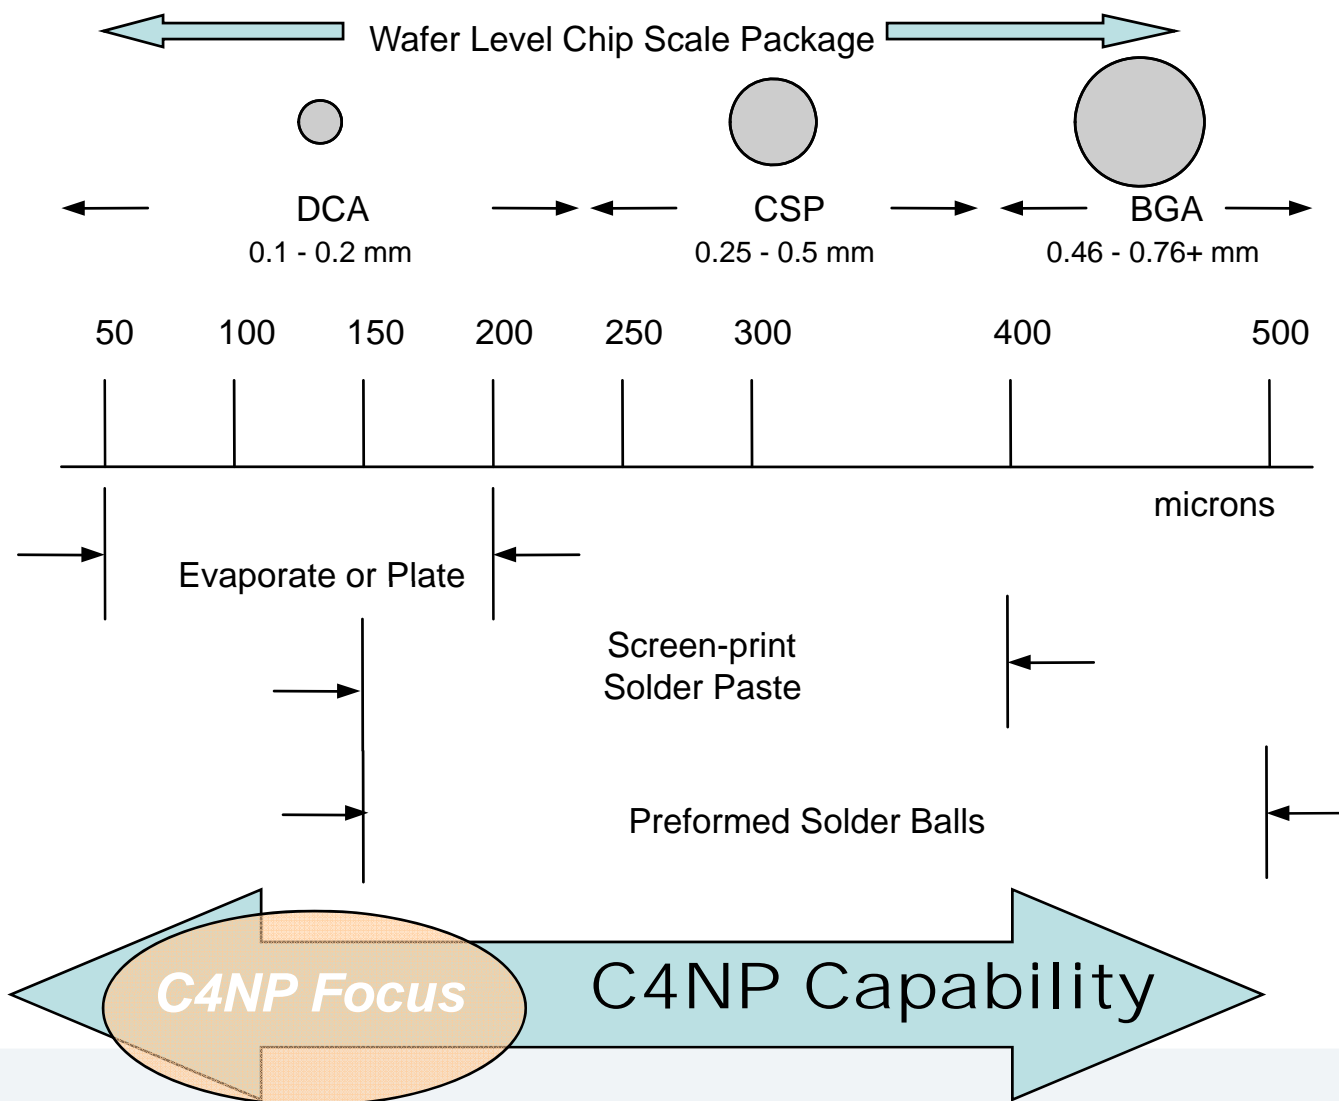 Wafer Level Chip Scale Package
DCA
0.1 - 0.2 mm
CSP
0.25 - 0.5 mm
BGA
0.46 - 0.76+ mm
50 100 150 200 250 300 400 500
microns
Evaporate or Plate
Screen-print
Solder Paste
Preformed Solder Balls
C4NP Focus
C4NP Capability